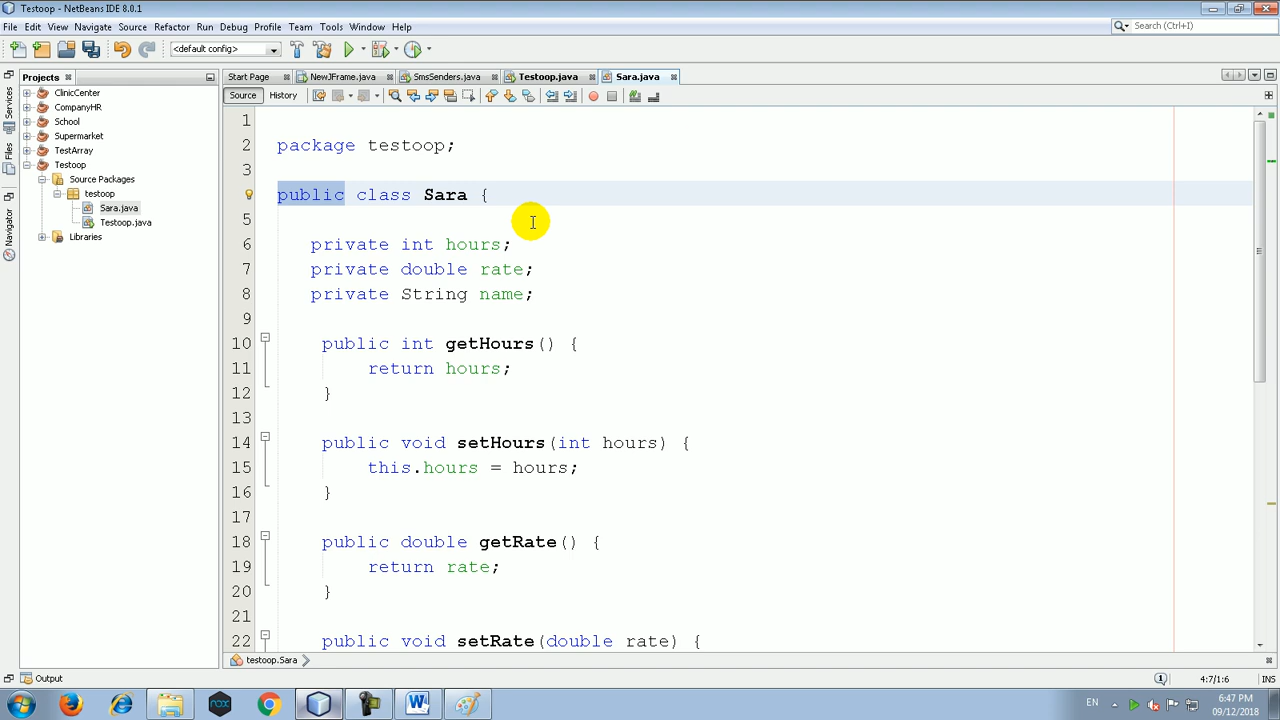 Testoop - NetBeans IDE 8.0.1
File Edit View Navigate Source Refactor Run Debug Profile Team Tools Window Help
Search (Ctrl+I)
<default config>
Projects
Start Page NewJFrame.java SmsSenders.java Testoop.java Sara.java
Source History
Services
Files
Navigator
ClinicCenter
CompanyHR
School
Supermarket
TestArray
Testoop
Source Packages
testoop
Sara.java
Testoop.java
Libraries
1
2 package testoop;
3
public class Sara {
5
6 private int hours;
7 private double rate;
8 private String name;
9
10 public int getHours() {
11 return hours;
12 }
13
14 public void setHours(int hours) {
15 this.hours = hours;
16 }
17
18 public double getRate() {
19 return rate;
20 }
21
22 public void setRate(double rate) {
testoop.Sara
Output
1 4:7/1:6 INS
nox
EN
6:47 PM
09/12/2018